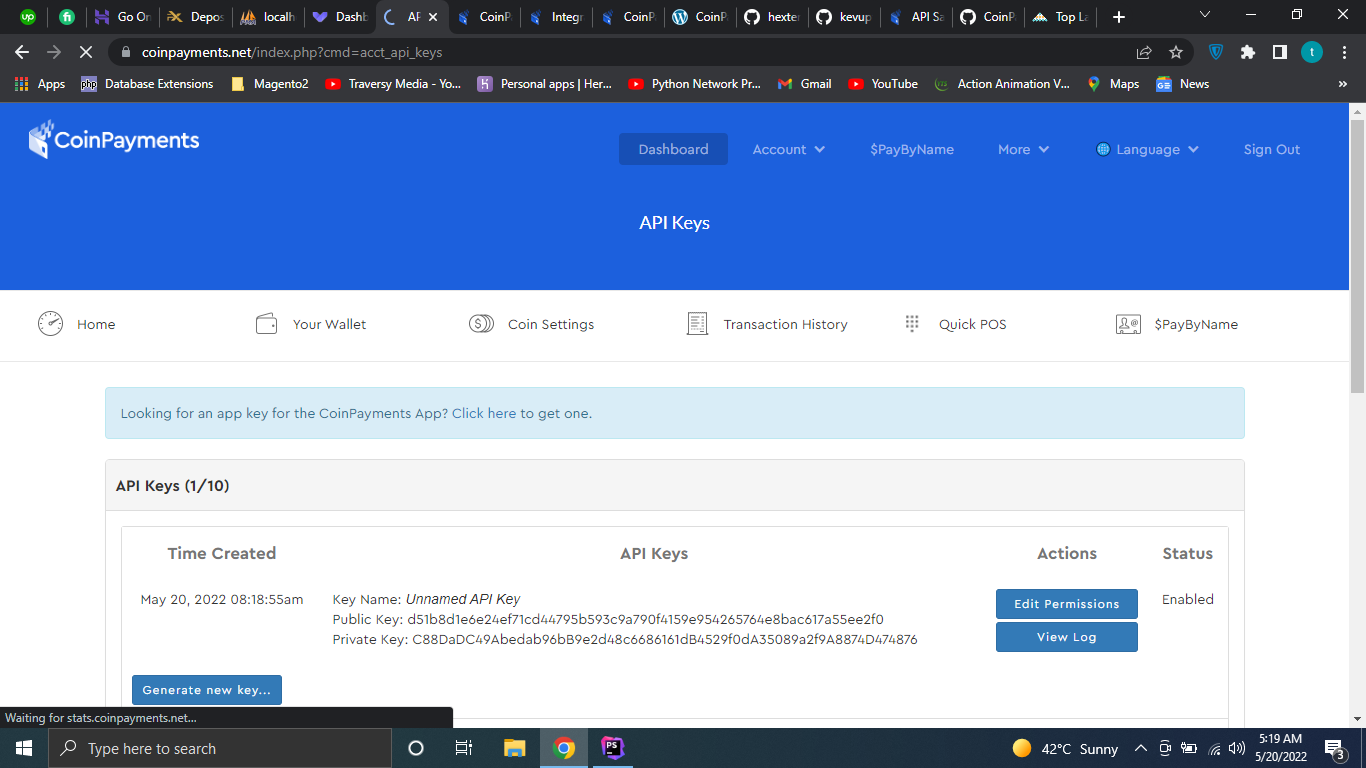 Go On
Depos
localh
Dashb
AP
CoinP
Integr
CoinP
CoinP
hexter
kevup
API Sa
CoinP
Top La
coinpayments.net/index.php?cmd=acct_api_keys
t
Apps
Database Extensions
Magento2
Traversy Media - Yo...
Personal apps | Her...
Python Network Pr...
Gmail
YouTube
Action Animation V...
Maps
News
CoinPayments
Dashboard
Account
$PayByName
More
Language
Sign Out
API Keys
Home
Your Wallet
Coin Settings
Transaction History
Quick POS
$PayByName
Looking for an app key for the CoinPayments App? Click here to get one.
API Keys (1/10)
Time Created
API Keys
Actions
Status
May 20, 2022 08:18:55am
Key Name: Unnamed API Key
Public Key: d51b8d1e6e24ef71cd44795b593c9a790f4159e954265764e8bac617a55ee2f0
Private Key: C88DaDC49Abedab96bB9e2d48c6686161dB4529f0dA35089a2f9A8874D474876
Edit Permissions
View Log
Enabled
Generate new key...
Waiting for stats.coinpayments.net...
Type here to search
42°C Sunny
5:19 AM
5/20/2022
3